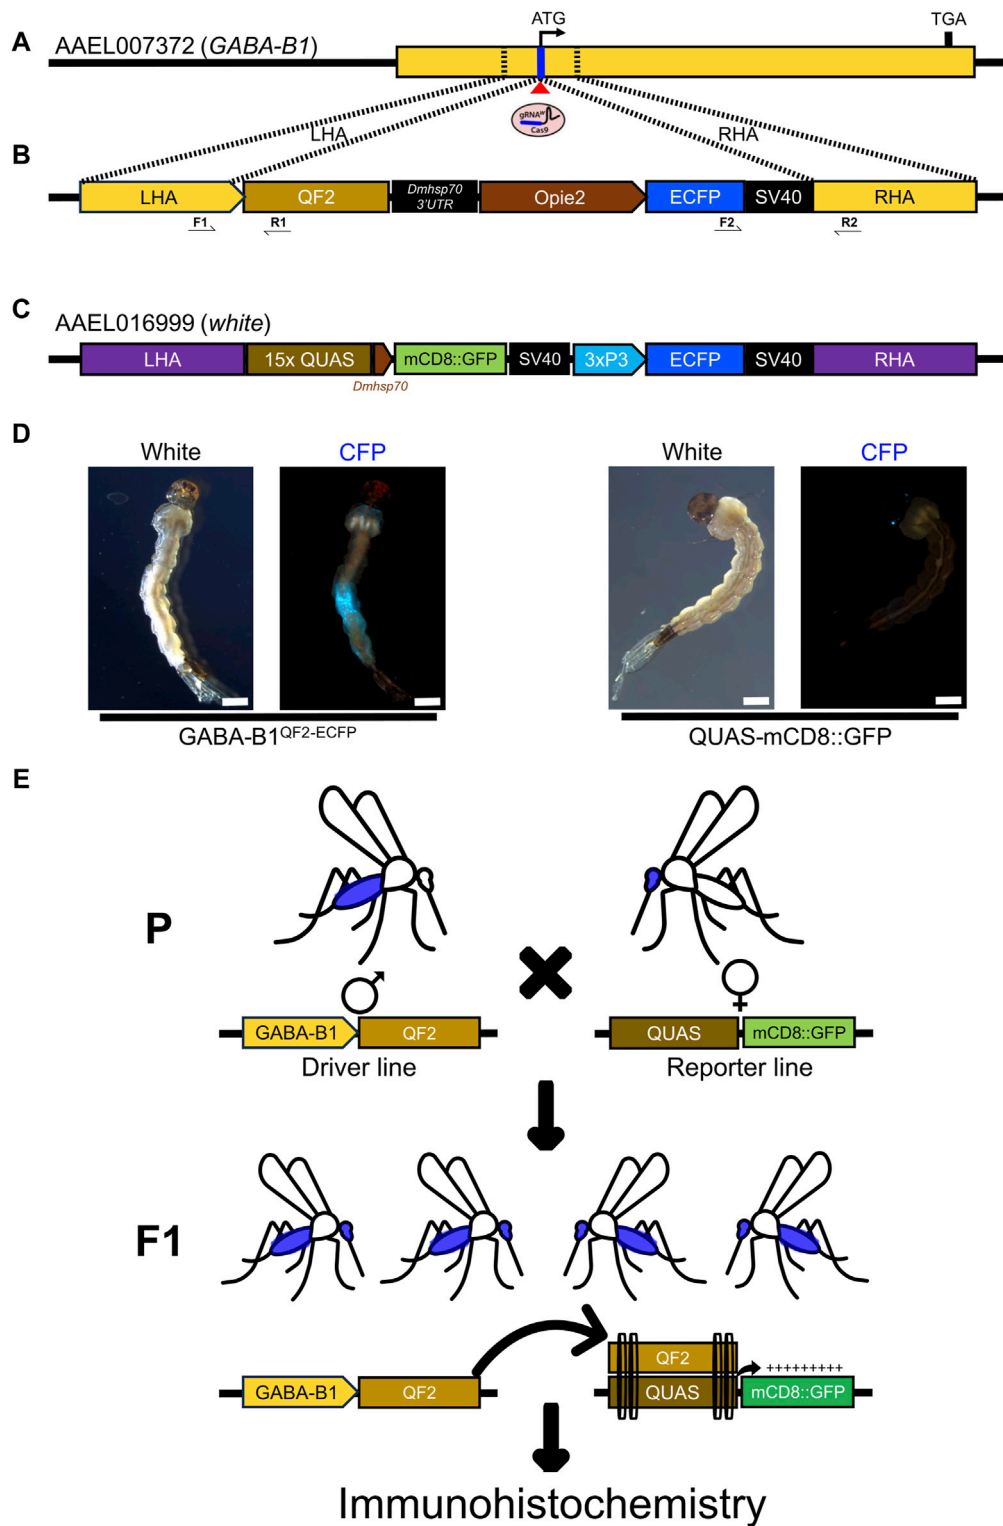 A
AAEL007372 (GABA-B1)
ATG
TGA
gRNAW
Cas9
LHA
RHA
B
LHA
QF2
Dmhsp70
3'UTR
Opie2
ECFP
SV40
RHA
F1
R1
F2
R2
C
AAEL016999 (white)
LHA
15x QUAS
mCD8::GFP
SV40
3xP3
ECFP
SV40
RHA
Dmhsp70
D
White
CFP
White
CFP
GABA-B1QF2-ECFP
QUAS-mCD8::GFP
E
P
♂
♀
GABA-B1
QF2
QUAS
mCD8::GFP
Driver line
Reporter line
F1
QF2
+++++++++
GABA-B1
QF2
QUAS
mCD8::GFP
Immunohistochemistry